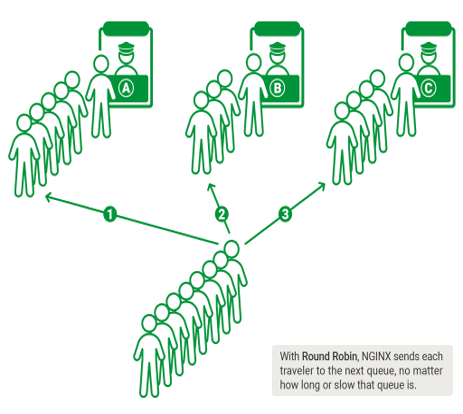 A
B
C
1
2
3
With Round Robin, NGINX sends each
traveler to the next queue, no matter
how long or slow that queue is.